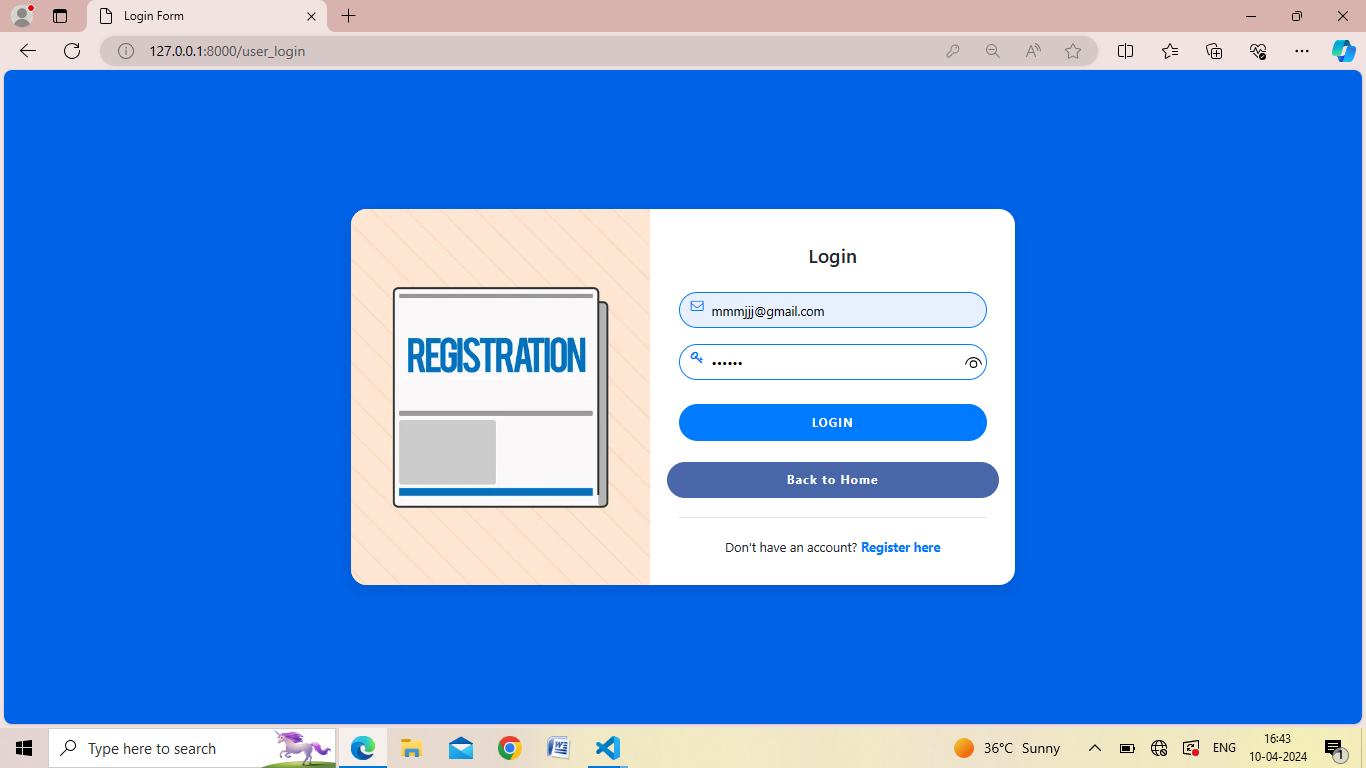 Login Form
127.0.0.1:8000/user_login
REGISTRATION
Login
mmmjjj@gmail.com
••••••
LOGIN
Back to Home
Don't have an account? Register here
Type here to search
36°C Sunny
ENG
16:43
10-04-2024
1